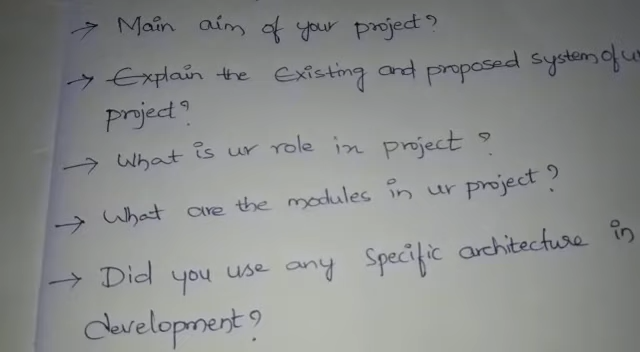 → Main aim of your project?
→ Explain the Existing and proposed system of ur
project?
→ What is ur role in project?
→ What are the modules in ur project?
→ Did you use any specific architecture in
development?